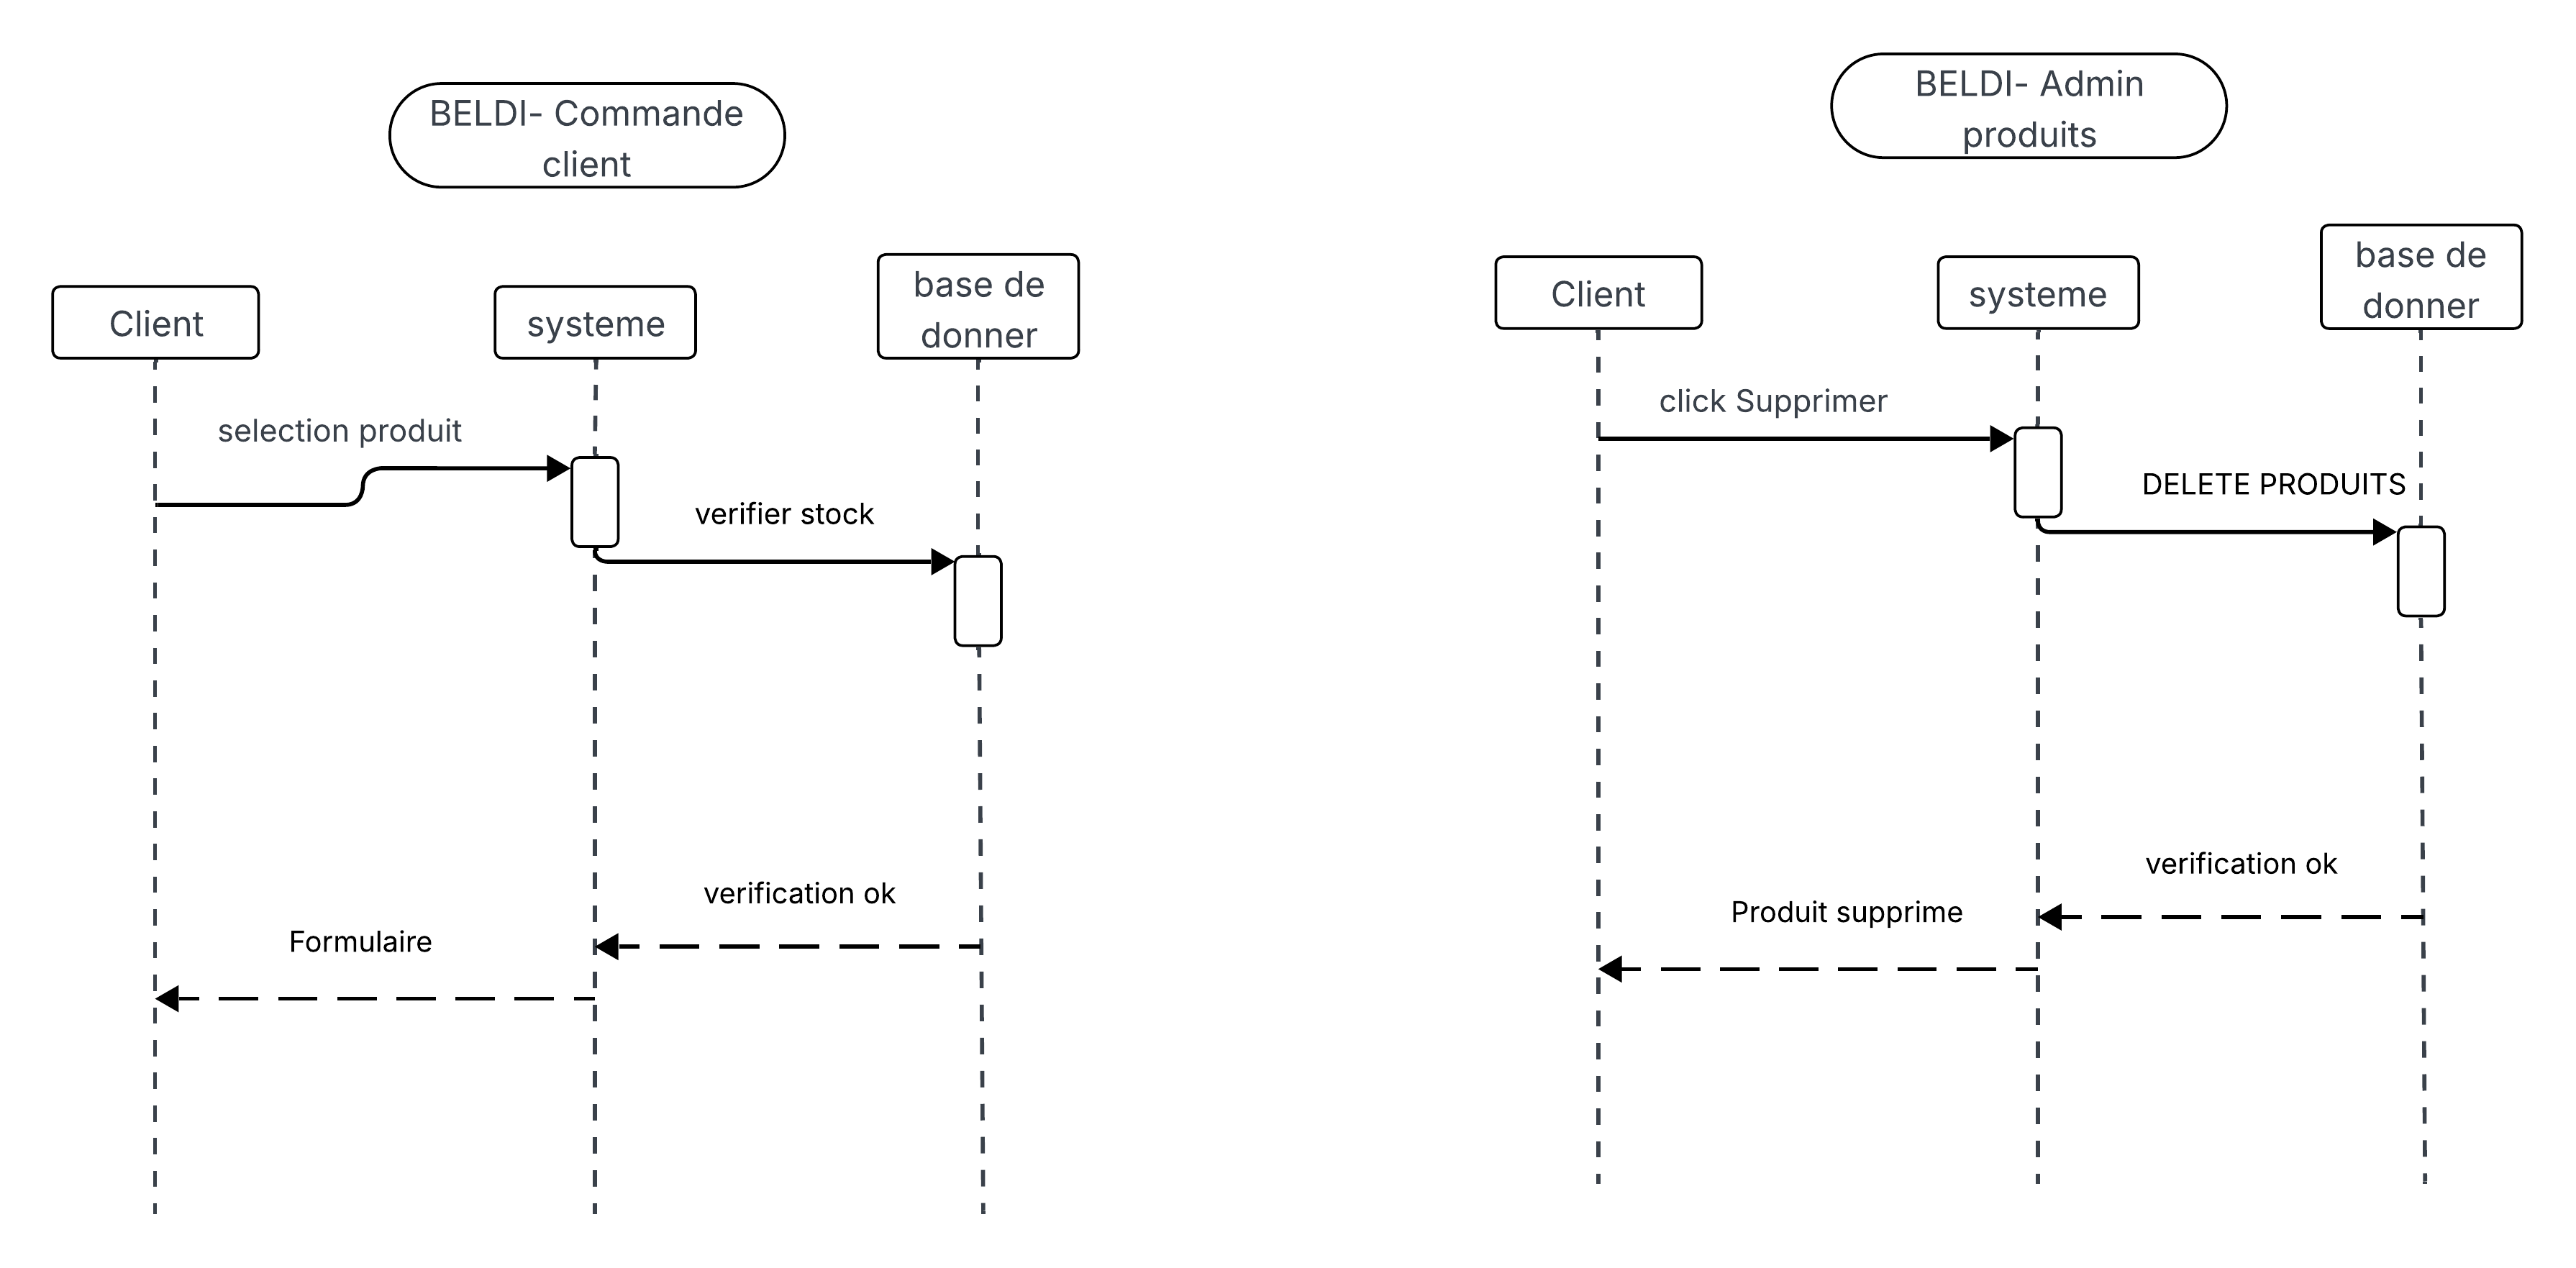 BELDI- Commande
client
Client
systeme
base de
donner
selection produit
verifier stock
verification ok
Formulaire
BELDI- Admin
produits
Client
systeme
base de
donner
click Supprimer
DELETE PRODUITS
verification ok
Produit supprime